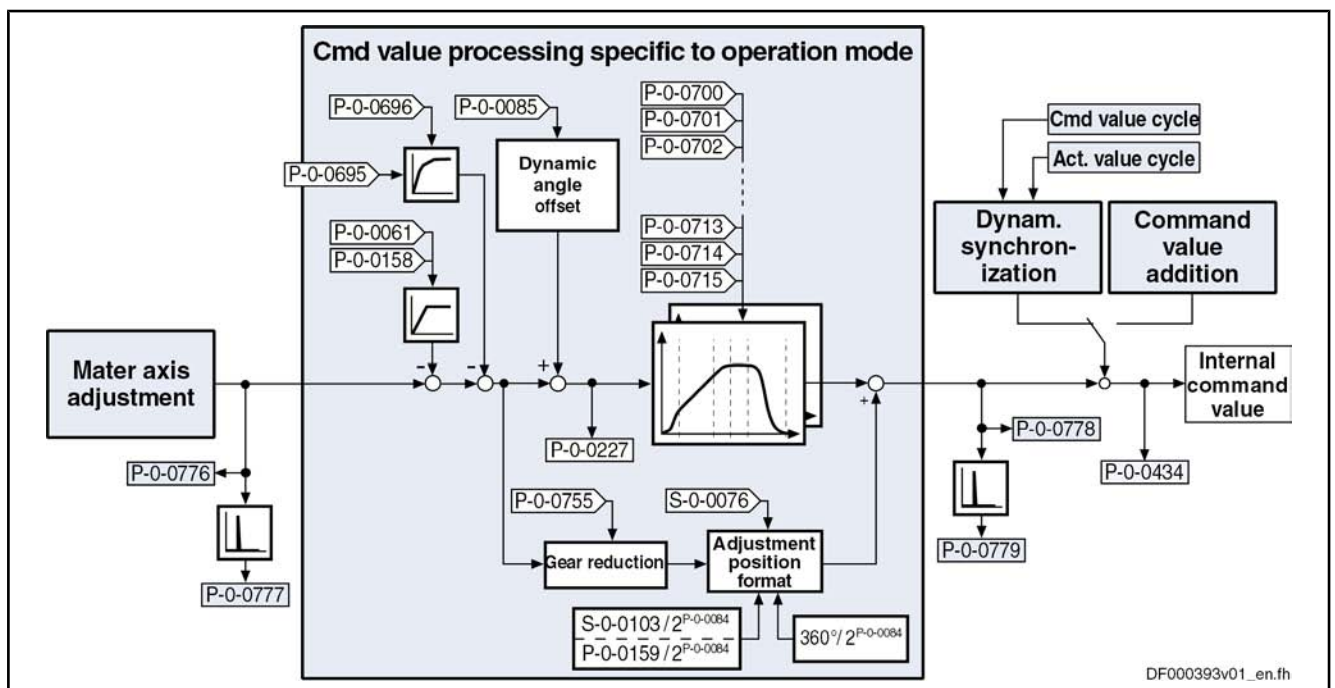 Cmd value processing specific to operation mode
P-0-0696
P-0-0085
P-0-0700
P-0-0701
P-0-0702
P-0-0695
Dynamic
angle
offset
P-0-0061
P-0-0158
P-0-0713
P-0-0714
P-0-0715
Cmd value cycle
Act. value cycle
Dynam.
synchron-
ization
Command
value
addition
Mater axis
adjustment
-
-
+
+
Internal
command
value
P-0-0776
P-0-0777
P-0-0227
P-0-0778
P-0-0434
P-0-0779
P-0-0755
S-0-0076
Gear reduction
Adjustment
position
format
S-0-0103/2P-0-0084
P-0-0159/2P-0-0084
360°/2P-0-0084
DF000393v01_en.fh